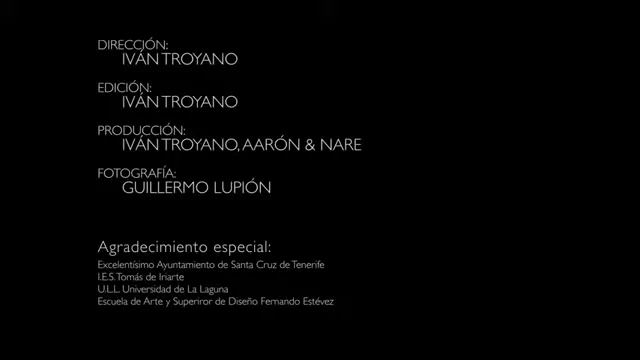 DIRECCIÓN:
IVÁN TROYANO
EDICIÓN:
IVÁN TROYANO
PRODUCCIÓN:
IVÁN TROYANO, AARÓN & NARE
FOTOGRAFÍA:
GUILLERMO LUPIÓN
Agradecimiento especial:
Excelentísimo Ayuntamiento de Santa Cruz de Tenerife
I.E.S. Tomás de Iriarte
U.L.L. Universidad de La Laguna
Escuela de Arte y Superiror de Diseño Fernando Estévez